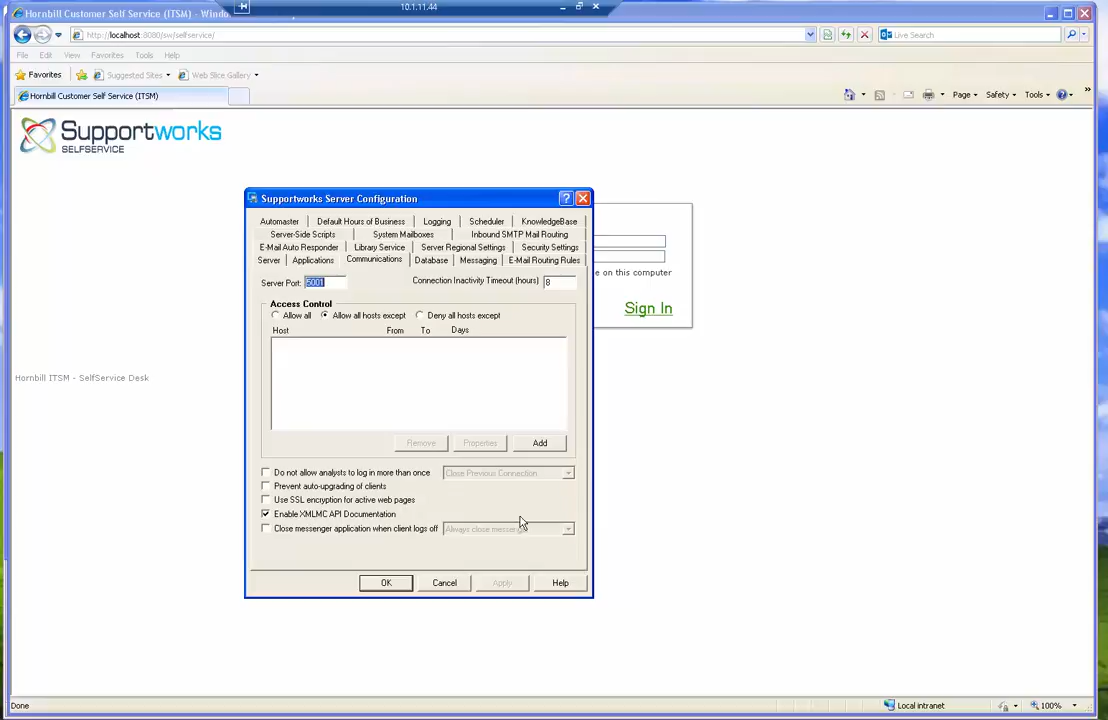 10.1.11.44
Hornbill Customer Self Service (ITSM) - Windo
http://localhost:8080/sw/selfservice/
Live Search
File Edit View Favorites Tools Help
Favorites Suggested Sites Web Slice Gallery
Hornbill Customer Self Service (ITSM)
Page Safety Tools
Supportworks
SELFSERVICE
Supportworks Server Configuration
Automaster Default Hours of Business Logging Scheduler KnowledgeBase
Server-Side Scripts System Mailboxes Inbound SMTP Mail Routing
E-Mail Auto Responder Library Service Server Regional Settings Security Settings
Server Applications Communications Database Messaging E-Mail Routing Rules
Server Port: 5001 Connection Inactivity Timeout (hours) 8
e on this computer
Access Control
Allow all Allow all hosts except Deny all hosts except
Sign In
Host From To Days
Hornbill ITSM - SelfService Desk
Remove Properties Add
Do not allow analysts to log in more than once Close Previous Connection
Prevent auto-upgrading of clients
Use SSL encryption for active web pages
Enable XMLMC API Documentation
Close messenger application when client logs off Always close messen
OK Cancel Apply Help
Done Local intranet 100%